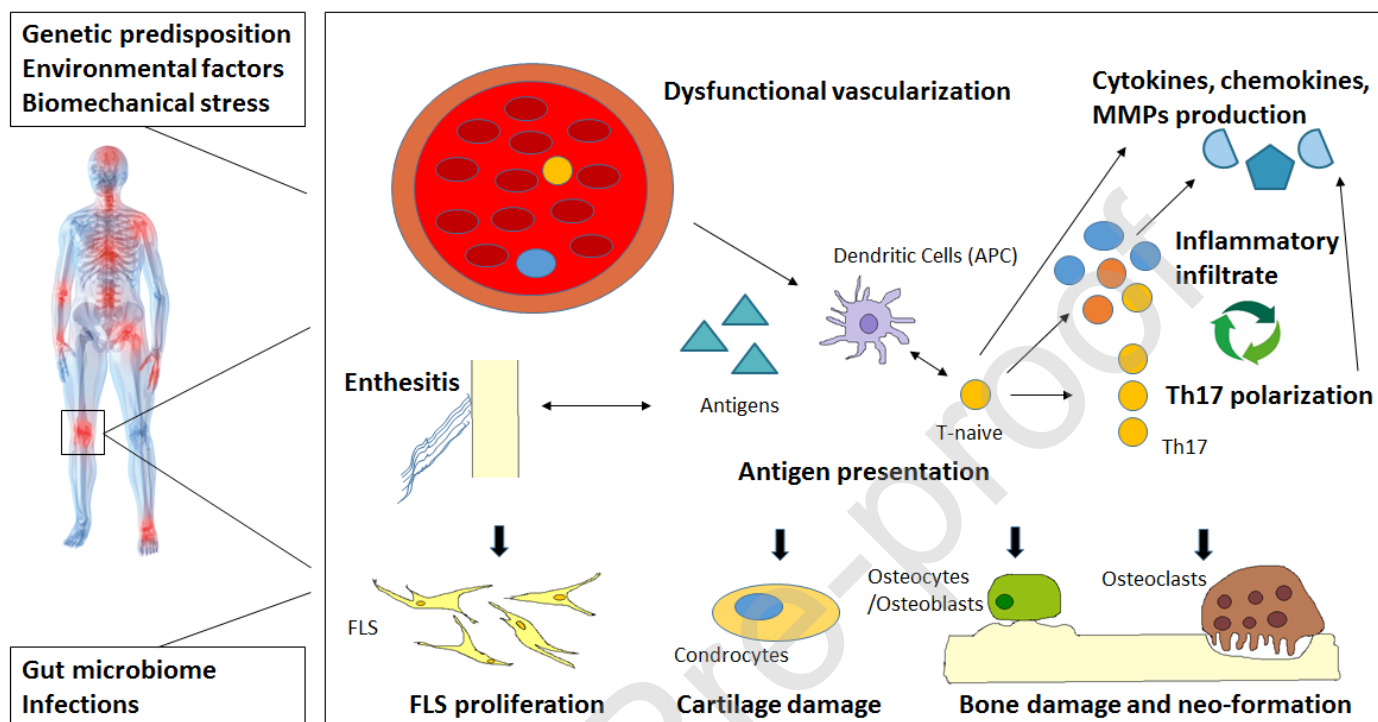 Genetic predisposition
Environmental factors
Biomechanical stress
Dysfunctional vascularization
Cytokines, chemokines,
MMPs production
Dendritic Cells (APC)
Inflammatory
infiltrate
Enthesitis
Antigens
T-naive
Th17 polarization
Th17
Antigen presentation
FLS
Condrocytes
Osteocytes
/Osteoblasts
Osteoclasts
Gut microbiome
Infections
FLS proliferation
Cartilage damage
Bone damage and neo-formation
Pre-proof